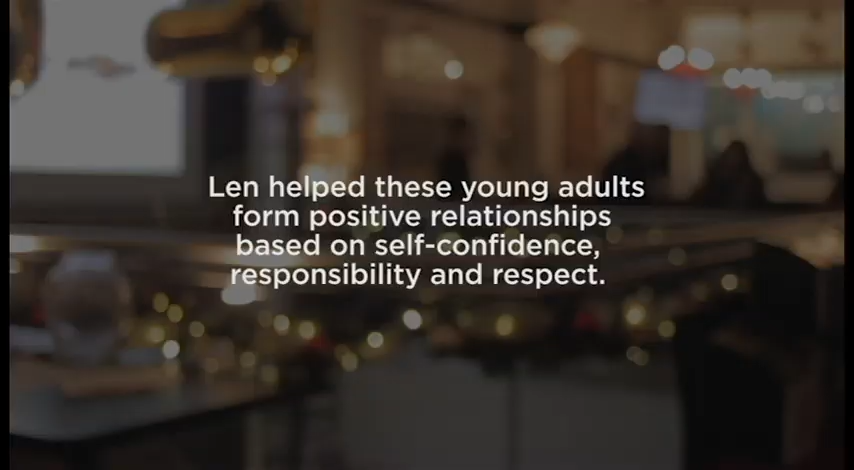 Len helped these young adults
form positive relationships
based on self-confidence,
responsibility and respect.